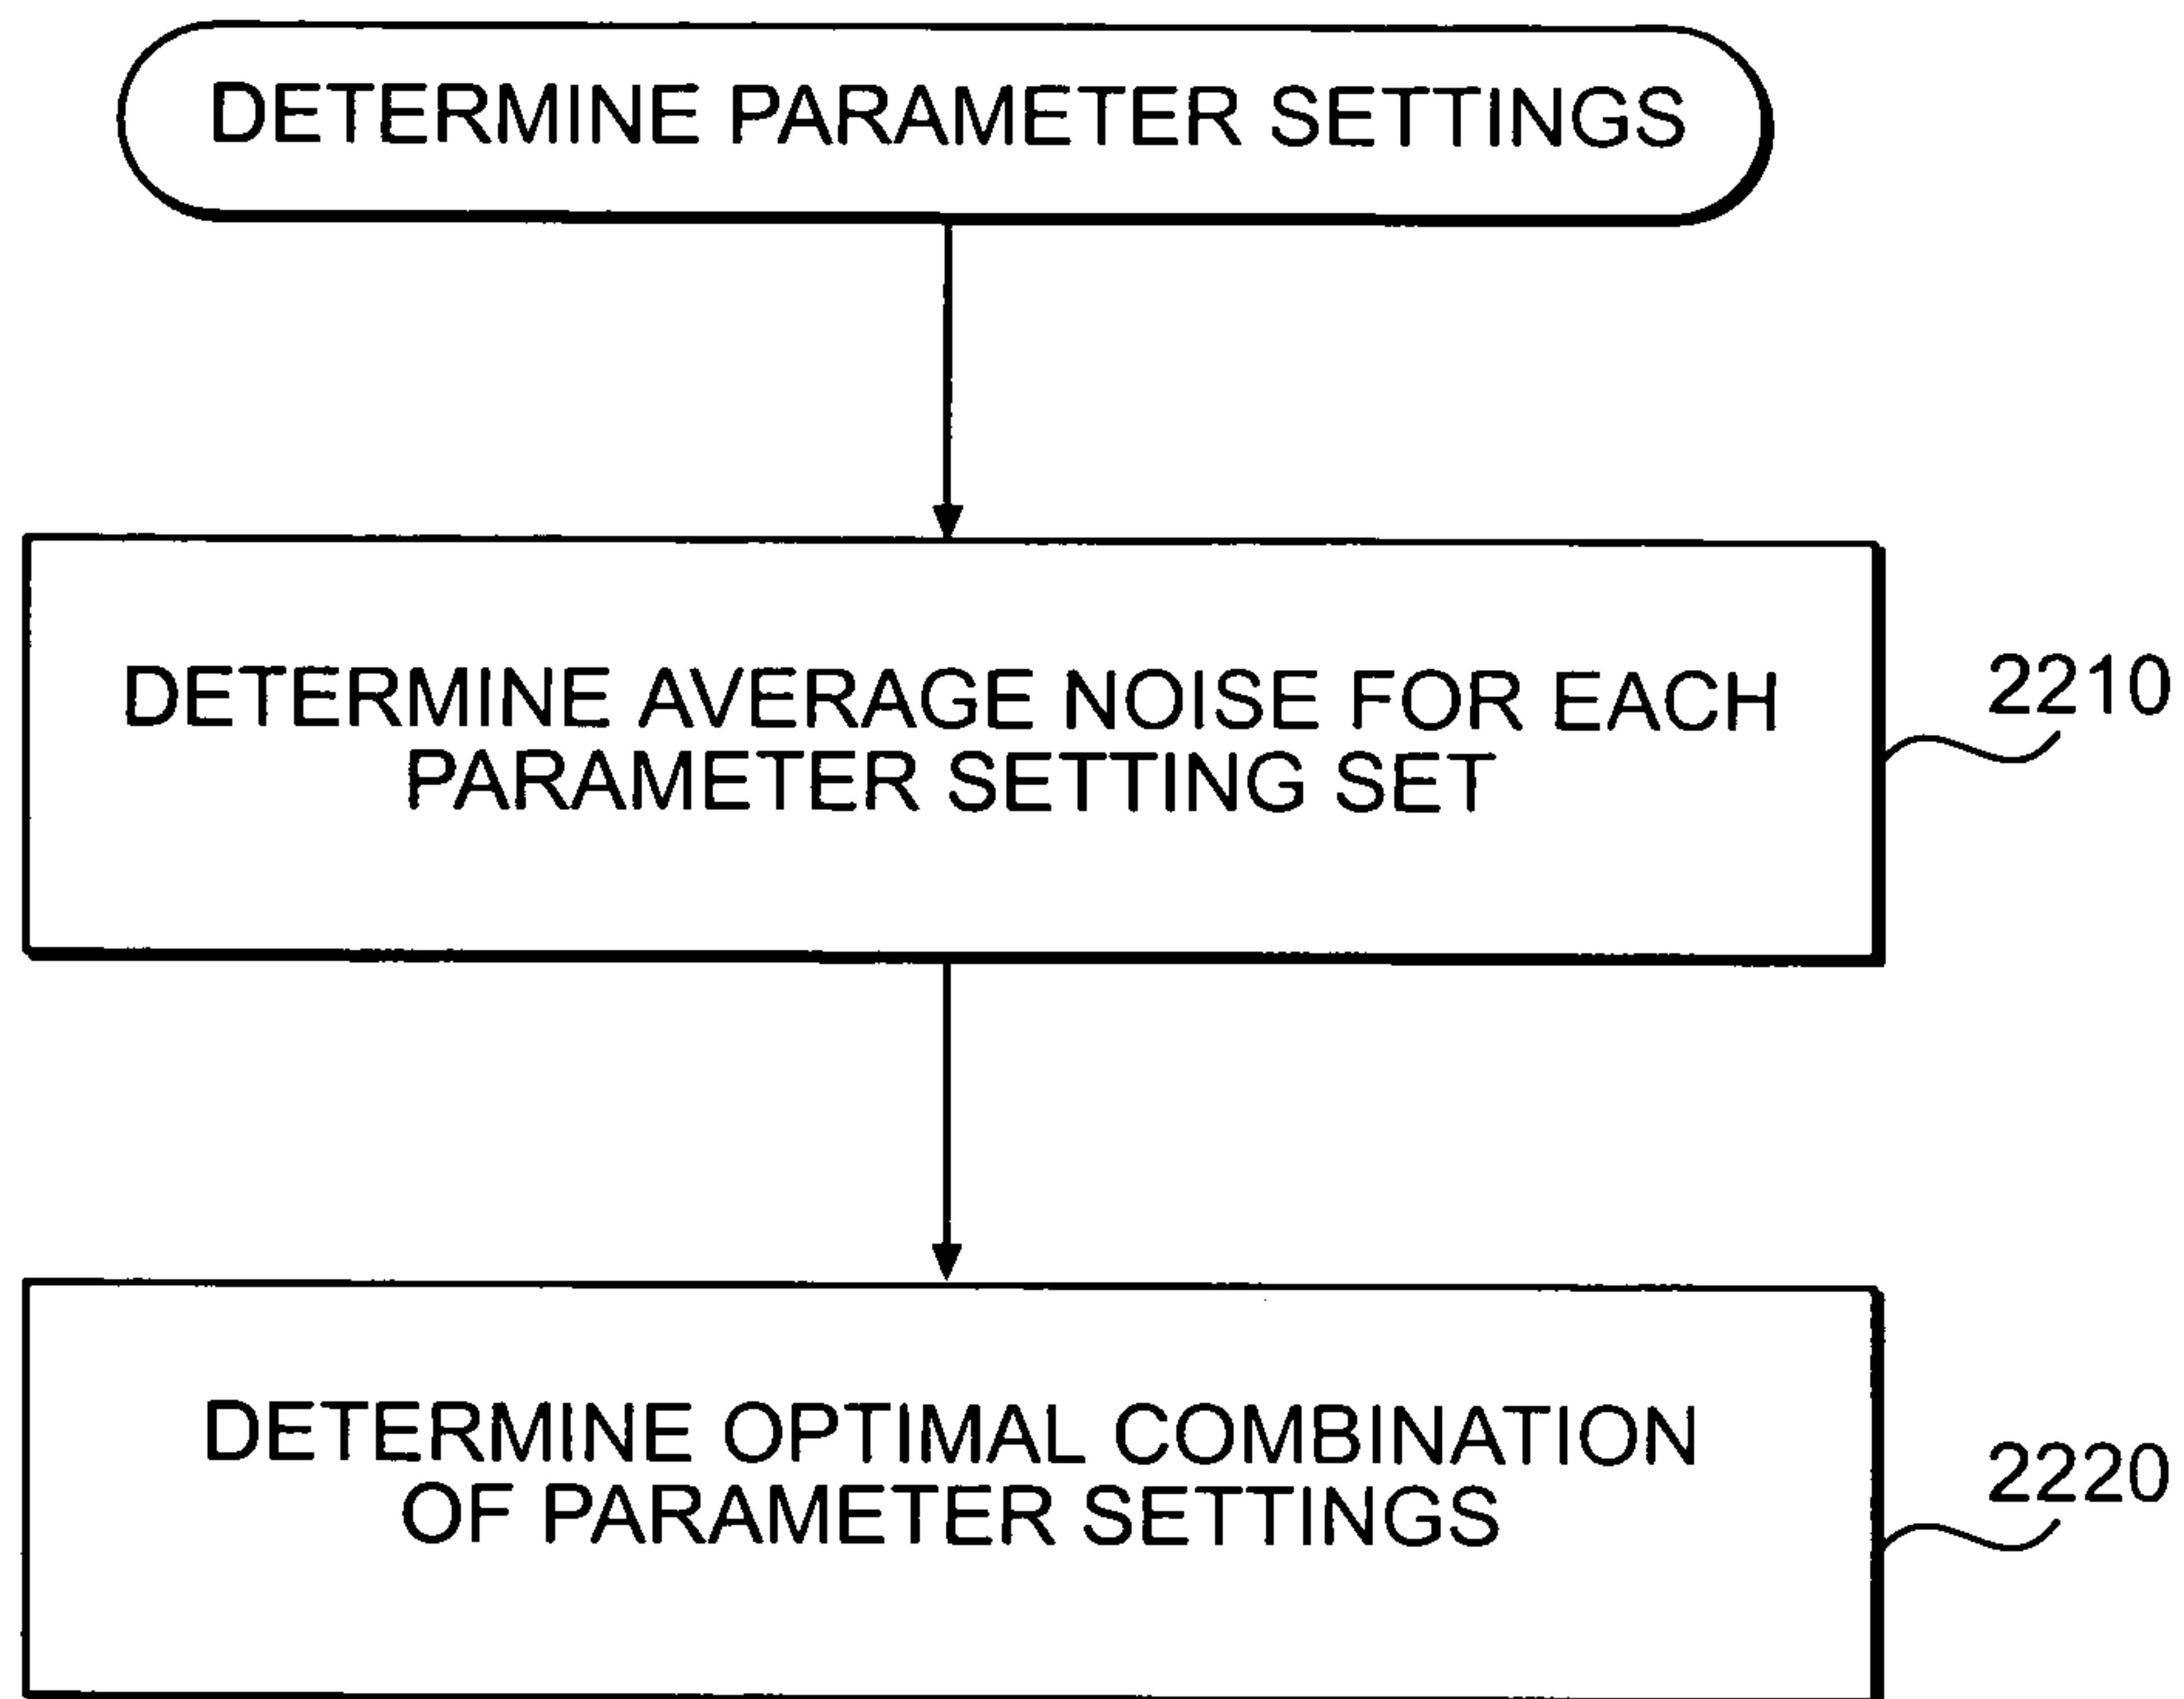 DETERMINE PARAMETER SETTINGS
DETERMINE AVERAGE NOISE FOR EACH
PARAMETER SETTING SET
2210
DETERMINE OPTIMAL COMBINATION
OF PARAMETER SETTINGS
2220